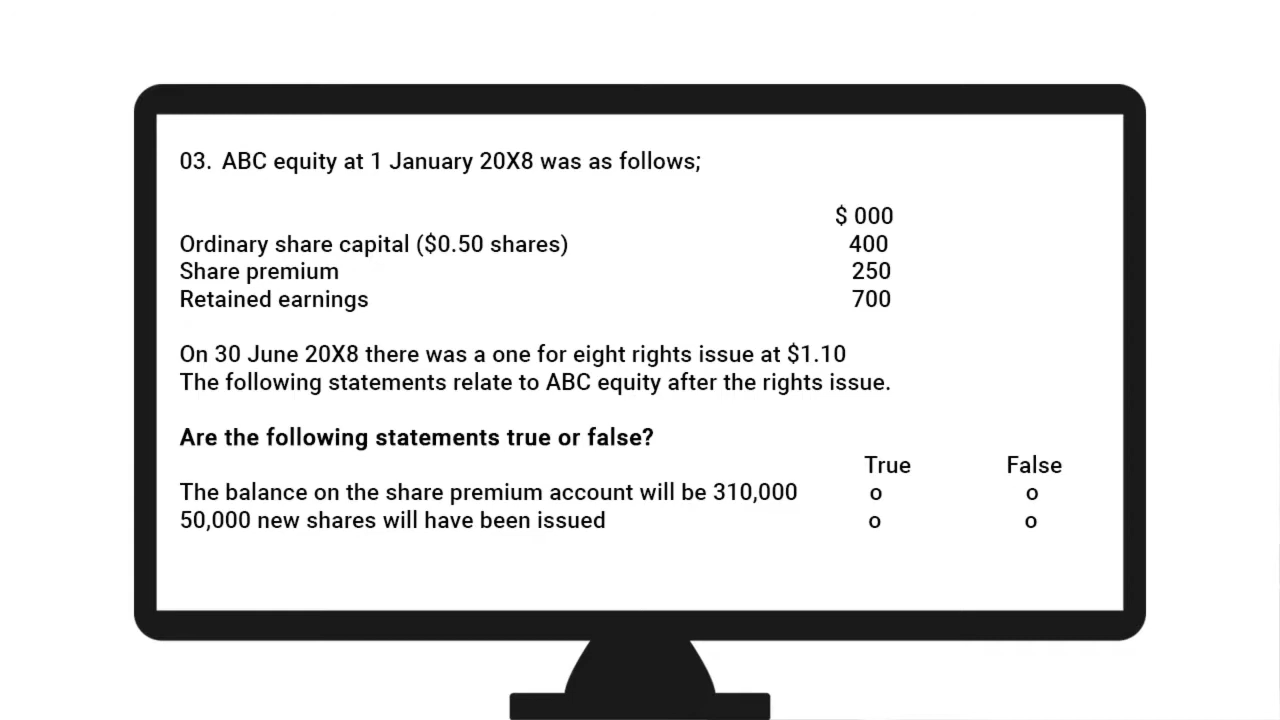 03. ABC equity at 1 January 20X8 was as follows;
$ 000
Ordinary share capital ($0.50 shares) 400
Share premium 250
Retained earnings 700
On 30 June 20X8 there was a one for eight rights issue at $1.10
The following statements relate to ABC equity after the rights issue.
Are the following statements true or false?
True False
The balance on the share premium account will be 310,000 o o
50,000 new shares will have been issued o o